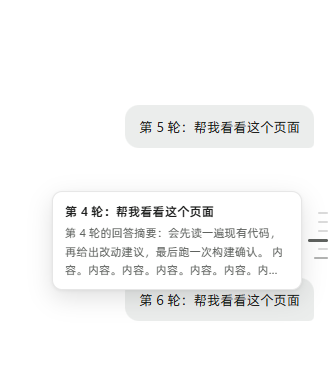 第 5 轮：帮我看看这个页面
第 4 轮：帮我看看这个页面
第 4 轮的回答摘要：会先读一遍现有代码，
再给出改动建议，最后跑一次构建确认。 内
容。内容。内容。内容。内容。内容。内...
第 6 轮：帮我看看这个页面